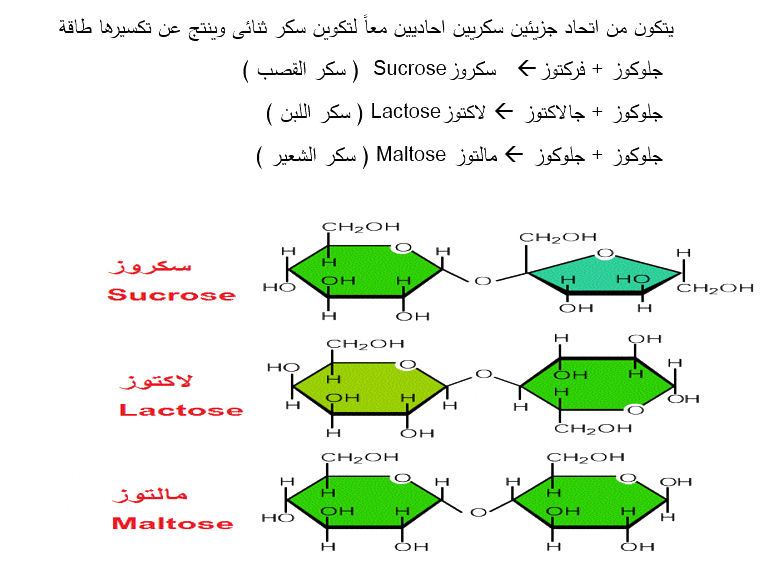 يتكون من اتحاد جزيئين سكريين احاديين معاً لتكوين سكر ثنائى وينتج عن تكسيرها طاقة
جلوكوز + فركتوز ← سكروز Sucrose ( سكر القصب )
جلوكوز + جالاكتوز ← لاكتوز Lactose ( سكر اللبن )
جلوكوز + جلوكوز ← مالتوز Maltose ( سكر الشعير )
سكروز
Sucrose
CH₂OH CH₂OH
H O H O H
H
HO OH H O H HO CH₂OH
H OH OH H
لاكتوز
Lactose
CH₂OH H OH
HO O O H
H OH H
H OH H H H H OH
H OH CH₂OH O
مالتوز
Maltose
CH₂OH CH₂OH
H O H H O OH
H H
HO OH H O OH H H
H OH H OH